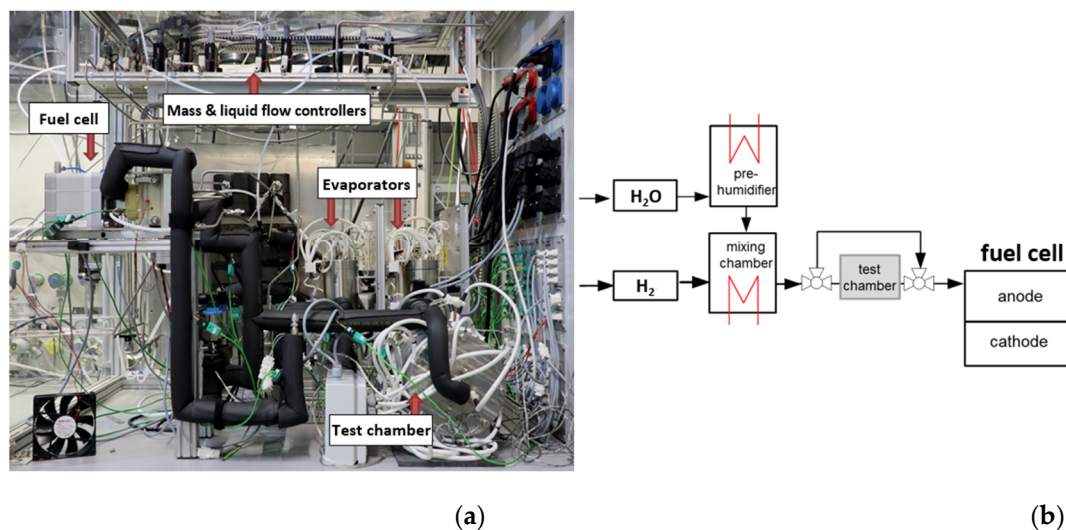 Fuel cell
Mass & liquid flow controllers
Evaporators
Test chamber
H₂O
pre-
humidifier
mixing
chamber
H₂
test
chamber
fuel cell
anode
cathode
(a)
(b)